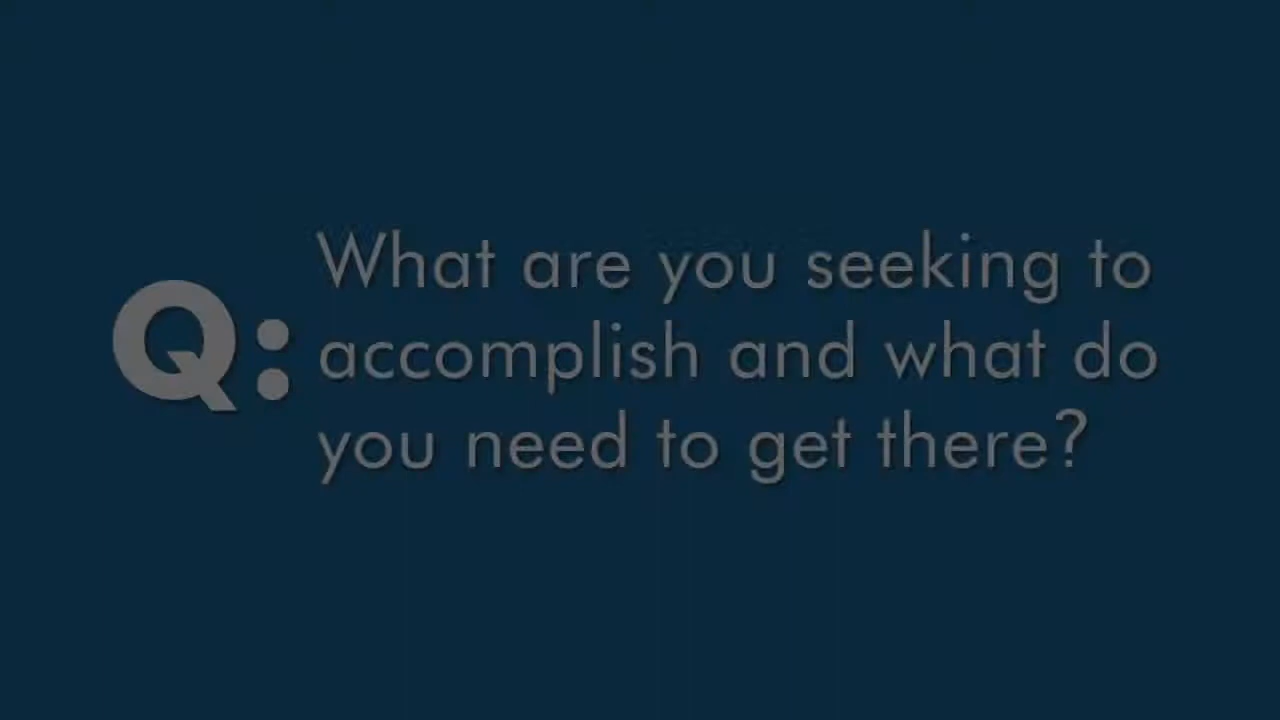 Q: What are you seeking to
accomplish and what do
you need to get there?